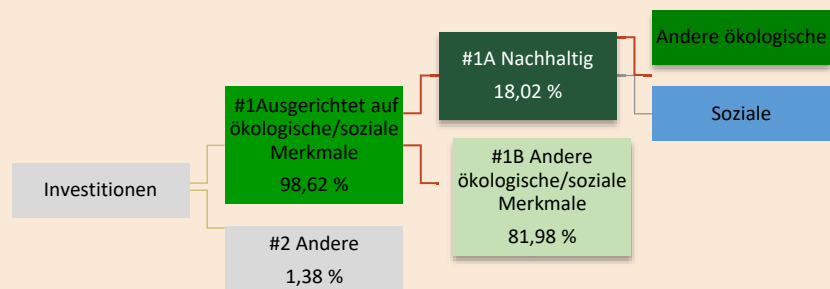 Investitionen
#1Ausgerichtet auf
ökologische/soziale
Merkmale
98,62 %
#2 Andere
1,38 %
#1A Nachhaltig
18,02 %
#1B Andere
ökologische/soziale
Merkmale
81,98 %
Andere ökologische
Soziale